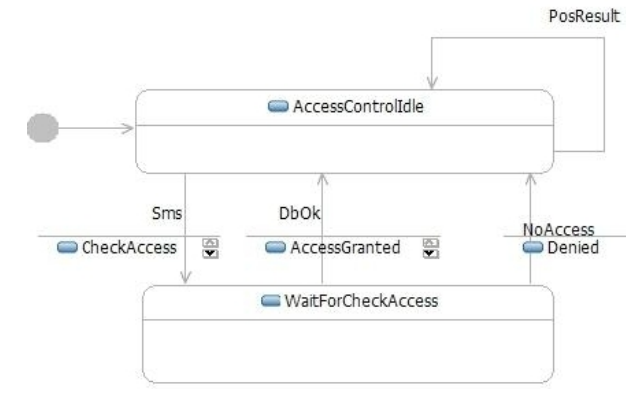 PosResult
AccessControlIdle
Sms
DbOk
NoAccess
CheckAccess
AccessGranted
Denied
WaitForCheckAccess